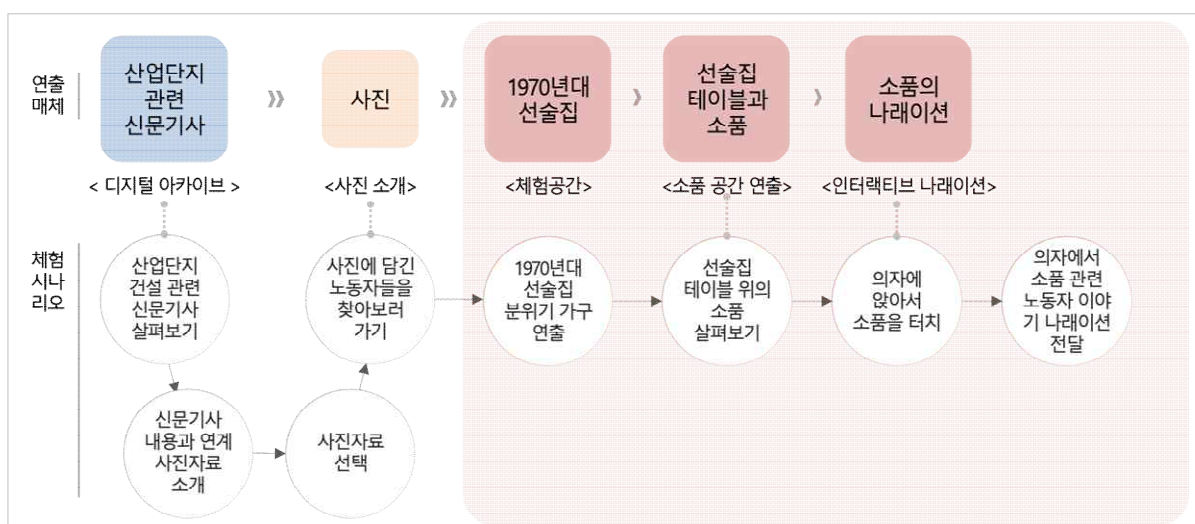 연출
매체
산업단지
관련
신문기사
사진
1970년대
선술집
선술집
테이블과
소품
소품의
나래이션
< 디지털 아카이브 >
<사진 소개>
<체험공간>
<소품 공간 연출>
<인터랙티브 나래이션>
체험
시나
리오
산업단지
건설 관련
신문기사
살펴보기
사진에 담긴
노동자들을
찾아보러
가기
1970년대
선술집
분위기 가구
연출
선술집
테이블 위의
소품
살펴보기
의자에
앉아서
소품을 터치
의자에서
소품 관련
노동자 이야
기 나래이션
전달
신문기사
내용과 연계
사진자료
소개
사진자료
선택